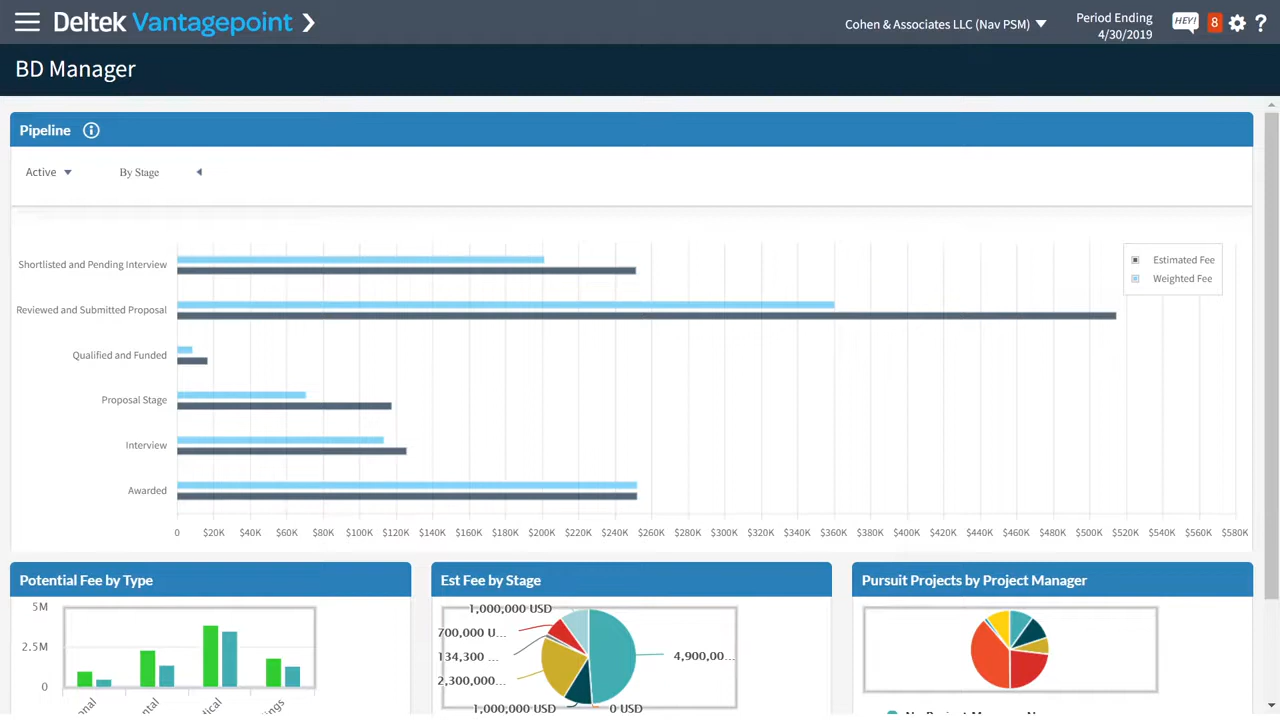 Deltek Vantagepoint
Cohen & Associates LLC (Nav PSM)
Period Ending
4/30/2019
HEY!
8
?
BD Manager
Pipeline
Active
By Stage
Estimated Fee
Weighted Fee
Shortlisted and Pending Interview
Reviewed and Submitted Proposal
Qualified and Funded
Proposal Stage
Interview
Awarded
0 $20K $40K $60K $80K $100K $120K $140K $160K $180K $200K $220K $240K $260K $280K $300K $320K $340K $360K $380K $400K $420K $440K $460K $480K $500K $520K $540K $560K $580K
Potential Fee by Type
5M
2.5M
0
Est Fee by Stage
1,000,000 USD
700,000 U...
134,300 ...
2,300,000...
1,000,000 USD
0 USD
4,900,00...
Pursuit Projects by Project Manager